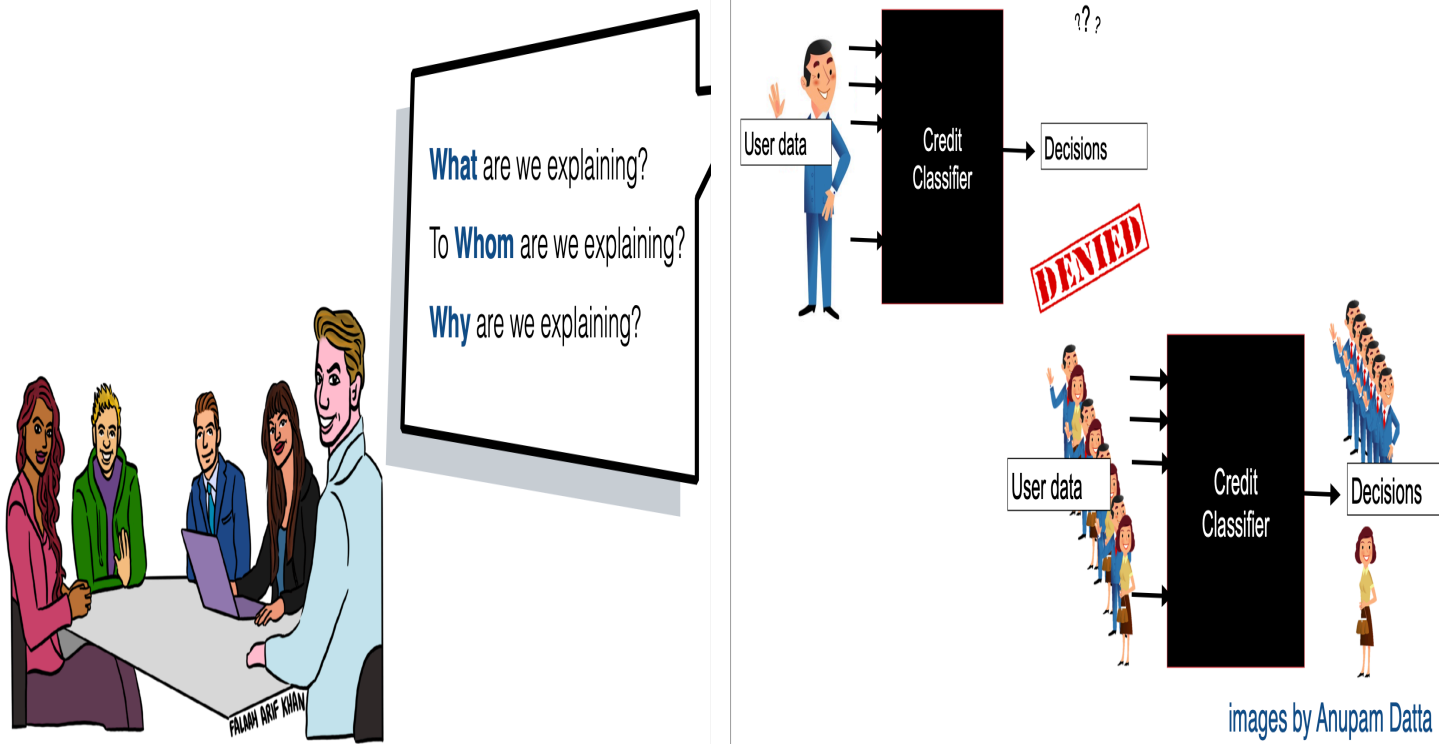 What are we explaining?
To Whom are we explaining?
Why are we explaining?
FALAAH ARIF KHAN
???
User data
Credit
Classifier
Decisions
DENIED
User data
Credit
Classifier
Decisions
images by Anupam Datta